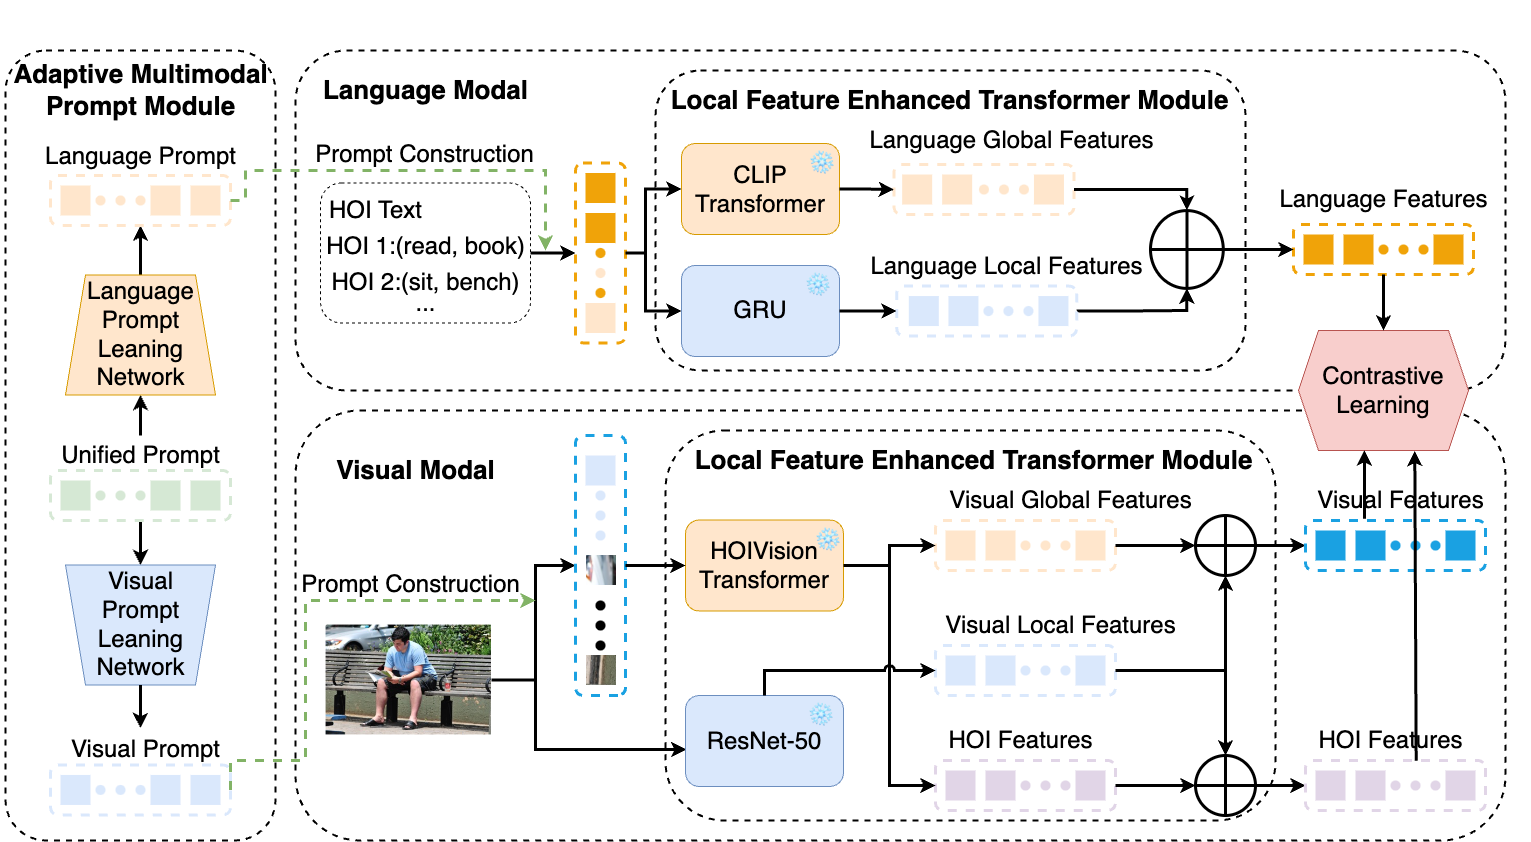 Adaptive Multimodal
Prompt Module
Language Prompt
Language
Prompt
Leaning
Network
Unified Prompt
Visual
Prompt
Leaning
Network
Visual Prompt
Language Modal
Prompt Construction
HOI Text
HOI 1:(read, book)
HOI 2:(sit, bench)
...
Local Feature Enhanced Transformer Module
CLIP
Transformer
GRU
Language Global Features
Language Local Features
Language Features
Contrastive
Learning
Visual Modal
Prompt Construction
Local Feature Enhanced Transformer Module
HOIVision
Transformer
ResNet-50
Visual Global Features
Visual Local Features
HOI Features
Visual Features
HOI Features